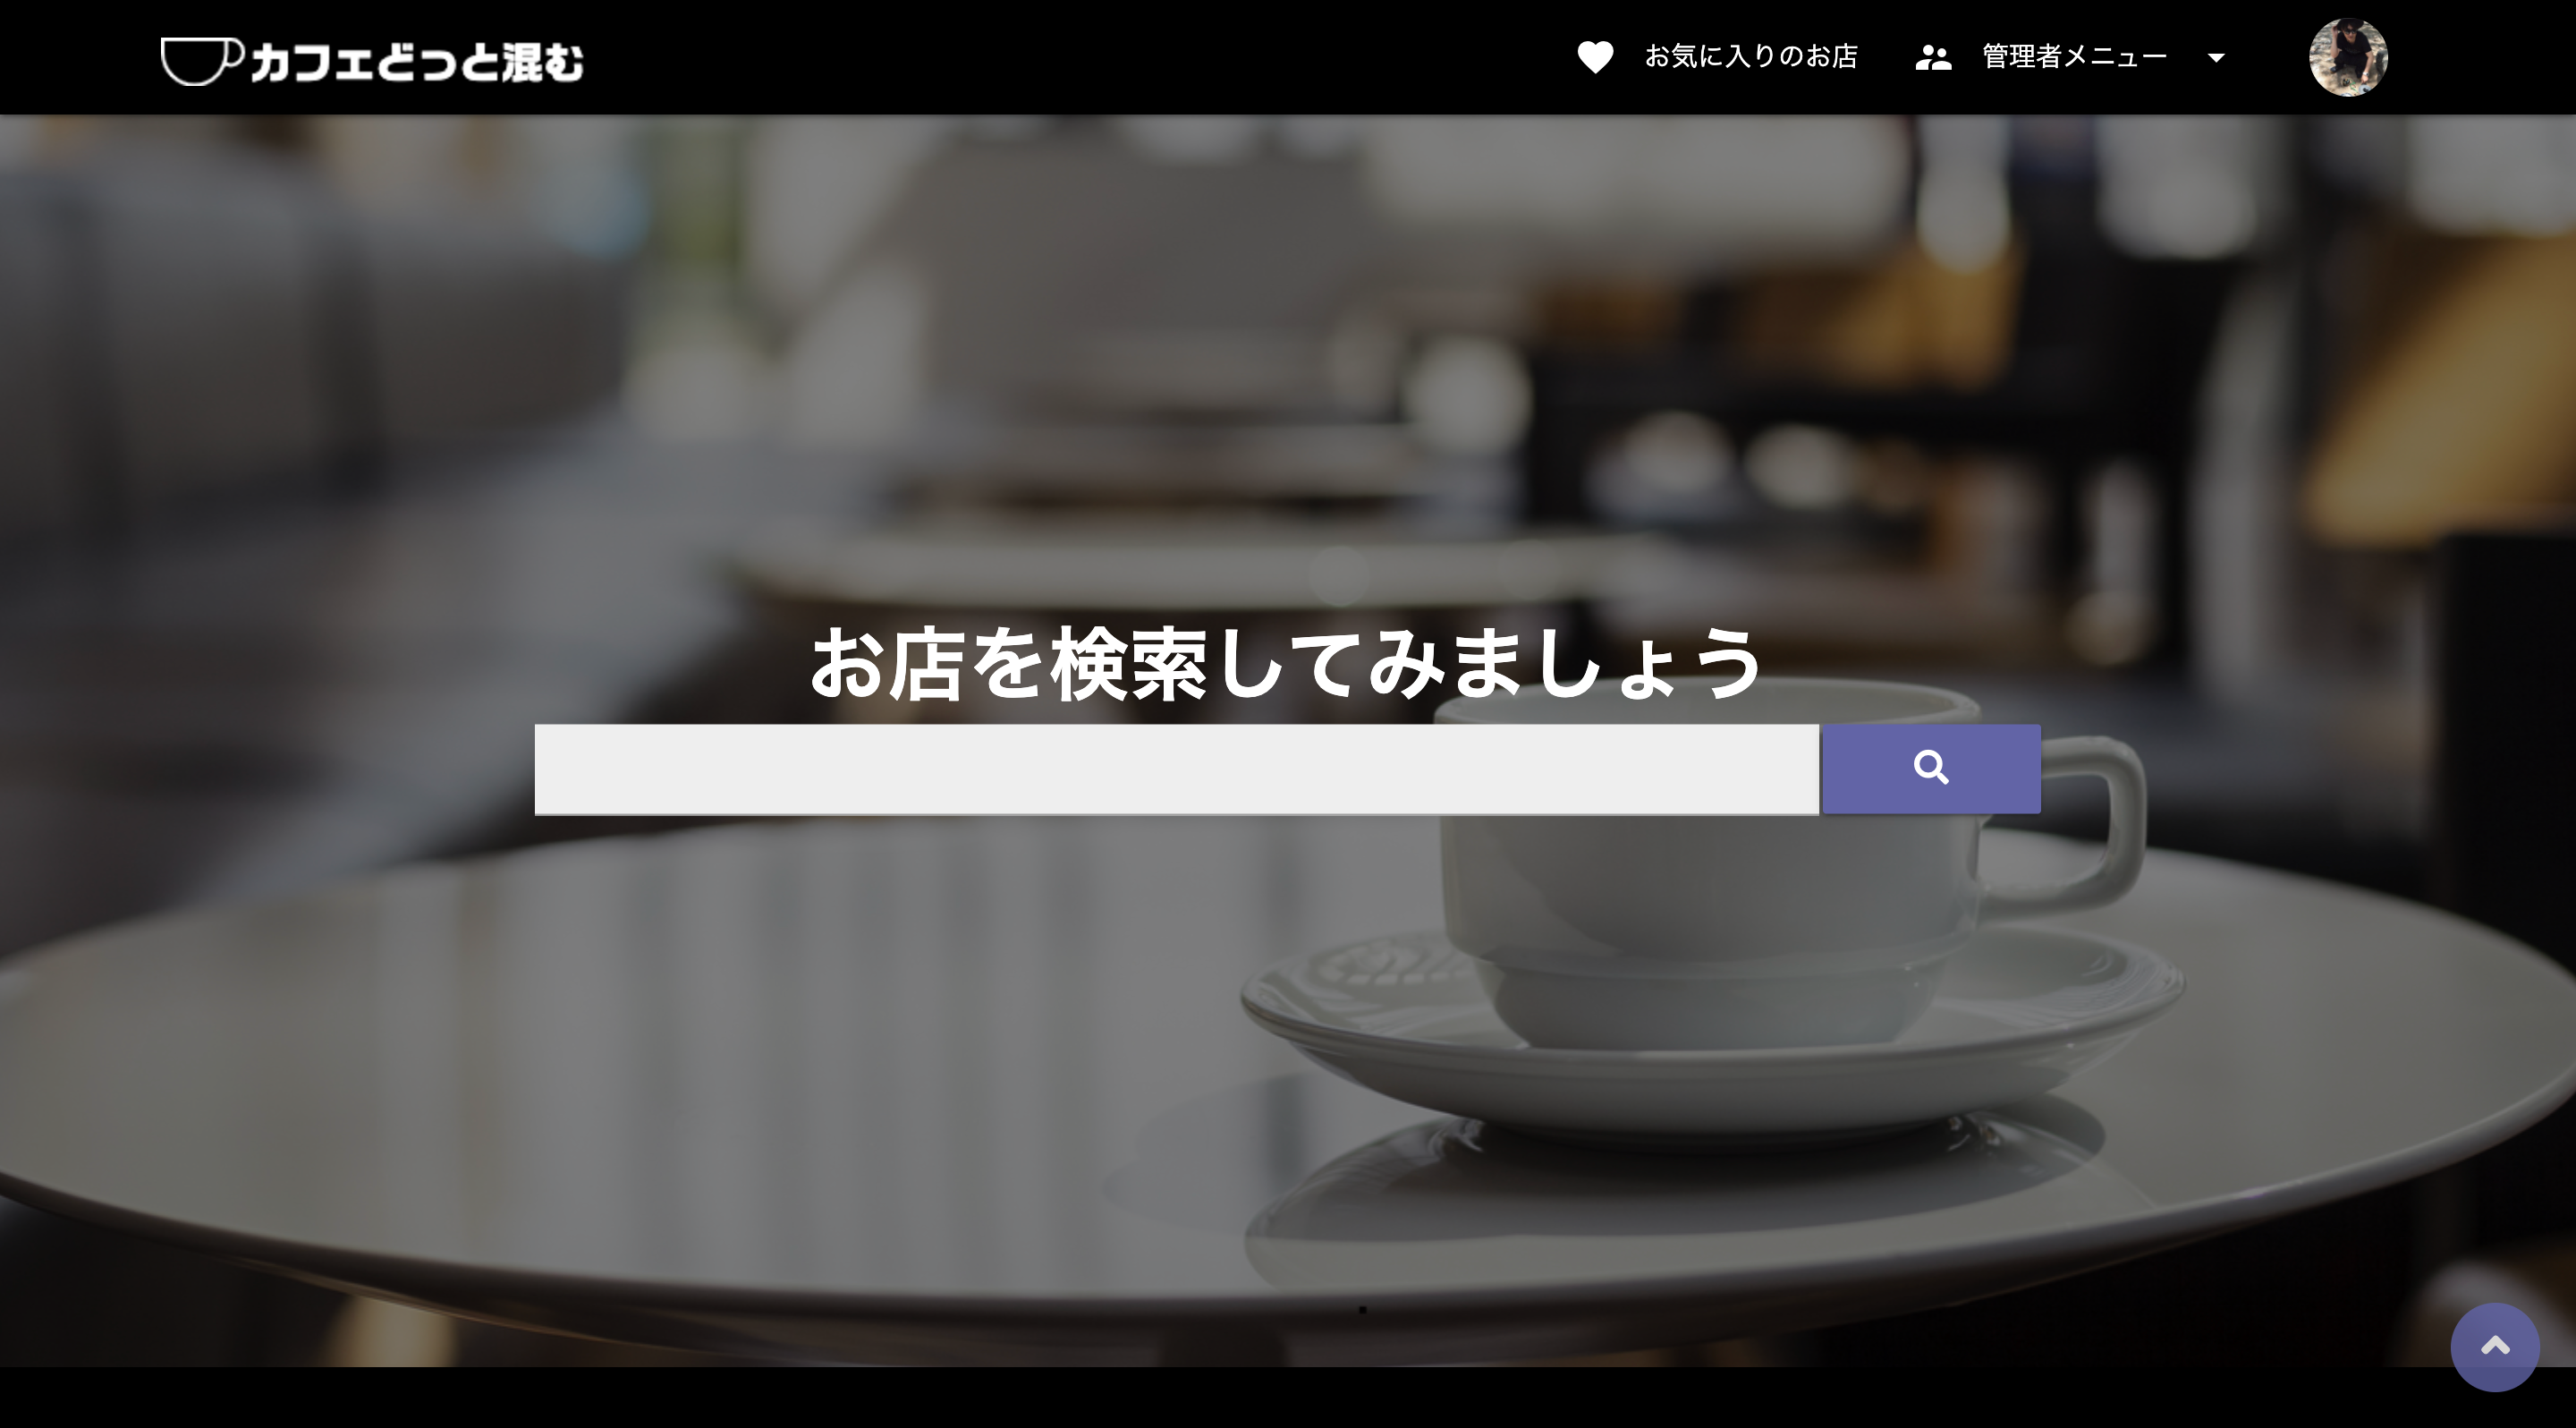 カフェどっと混む
お気に入りのお店
管理者メニュー
お店を検索してみましょう